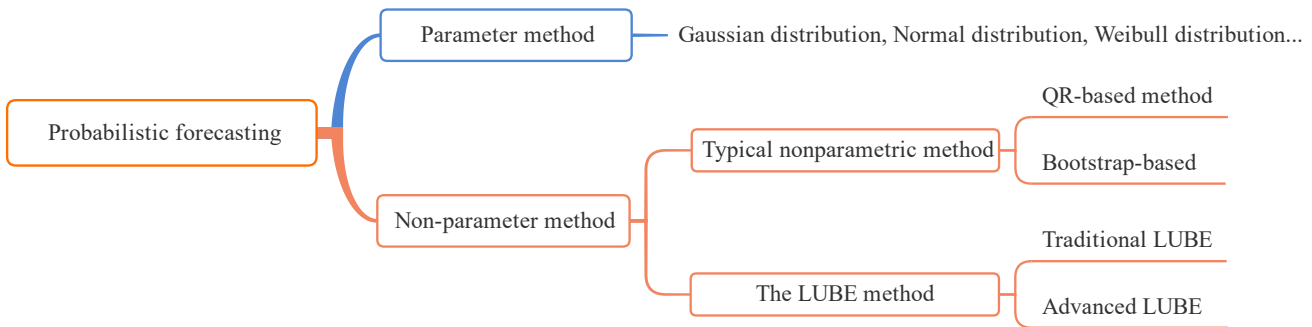 Parameter method
Gaussian distribution, Normal distribution, Weibull distribution...
Probabilistic forecasting
Non-parameter method
Typical nonparametric method
QR-based method
Bootstrap-based
The LUBE method
Traditional LUBE
Advanced LUBE